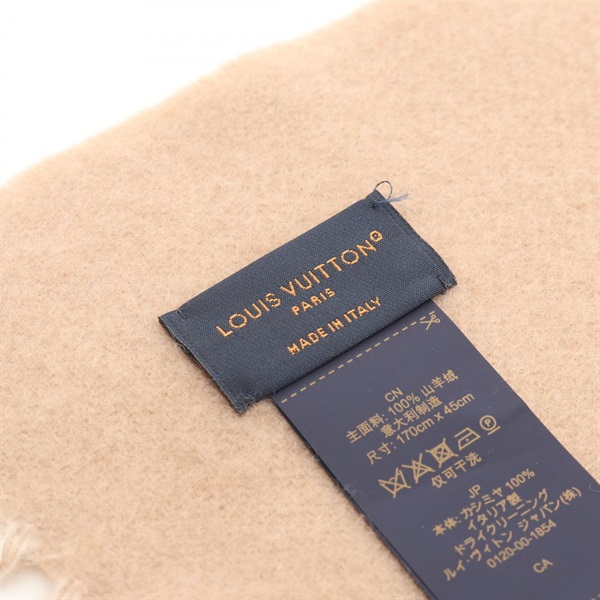 LOUIS VUITTON®
PARIS
MADE IN ITALY
CN
主面料: 100% 山羊绒
意大利制造
尺寸: 170cm x 45cm
仅可干洗
JP
本体: カシミヤ 100%
イタリア製
ドライクリーニング
ルイ・ヴィトン ジャパン(株)
0120-00-1854
CA